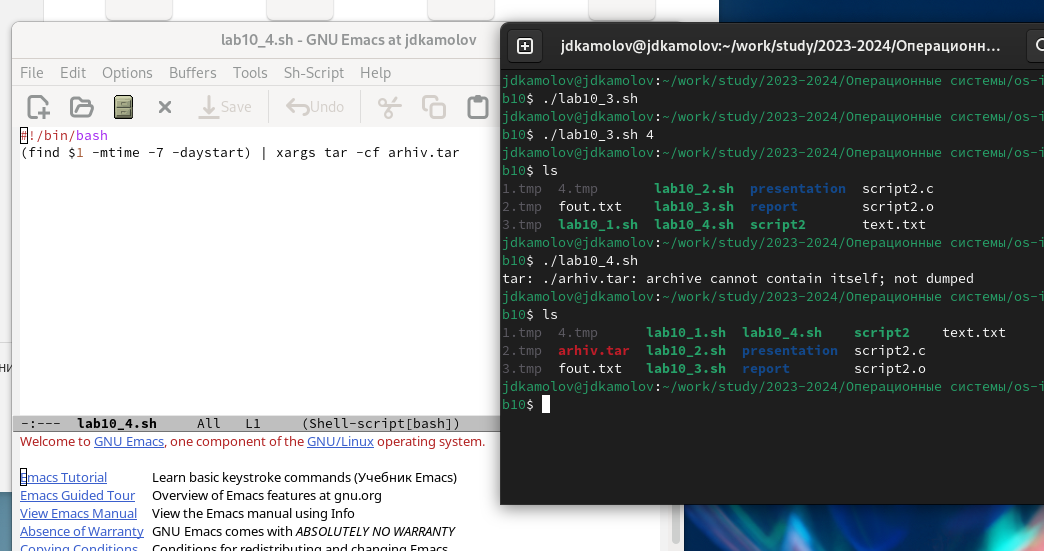 lab10_4.sh - GNU Emacs at jdkamolov
File Edit Options Buffers Tools Sh-Script Help
Save Undo
#!/bin/bash
(find $1 -mtime -7 -daystart) | xargs tar -cf arhiv.tar
-:--- lab10_4.sh All L1 (Shell-script[bash])
Welcome to GNU Emacs, one component of the GNU/Linux operating system.
Emacs Tutorial Learn basic keystroke commands (Учебник Emacs)
Emacs Guided Tour Overview of Emacs features at gnu.org
View Emacs Manual View the Emacs manual using Info
Absence of Warranty GNU Emacs comes with ABSOLUTELY NO WARRANTY
Copying Conditions Conditions for redistributing and changing Emacs
jdkamolov@jdkamolov:~/work/study/2023-2024/Операционн...
jdkamolov@jdkamolov:~/work/study/2023-2024/Операционные системы/os-i
b10$ ./lab10_3.sh
jdkamolov@jdkamolov:~/work/study/2023-2024/Операционные системы/os-i
b10$ ./lab10_3.sh 4
jdkamolov@jdkamolov:~/work/study/2023-2024/Операционные системы/os-i
b10$ ls
1.tmp 4.tmp lab10_2.sh presentation script2.c
2.tmp fout.txt lab10_3.sh report script2.o
3.tmp lab10_1.sh lab10_4.sh script2 text.txt
jdkamolov@jdkamolov:~/work/study/2023-2024/Операционные системы/os-i
b10$ ./lab10_4.sh
tar: ./arhiv.tar: archive cannot contain itself; not dumped
jdkamolov@jdkamolov:~/work/study/2023-2024/Операционные системы/os-i
b10$ ls
1.tmp 4.tmp lab10_1.sh lab10_4.sh script2 text.txt
2.tmp arhiv.tar lab10_2.sh presentation script2.c
3.tmp fout.txt lab10_3.sh report script2.o
jdkamolov@jdkamolov:~/work/study/2023-2024/Операционные системы/os-i
b10$